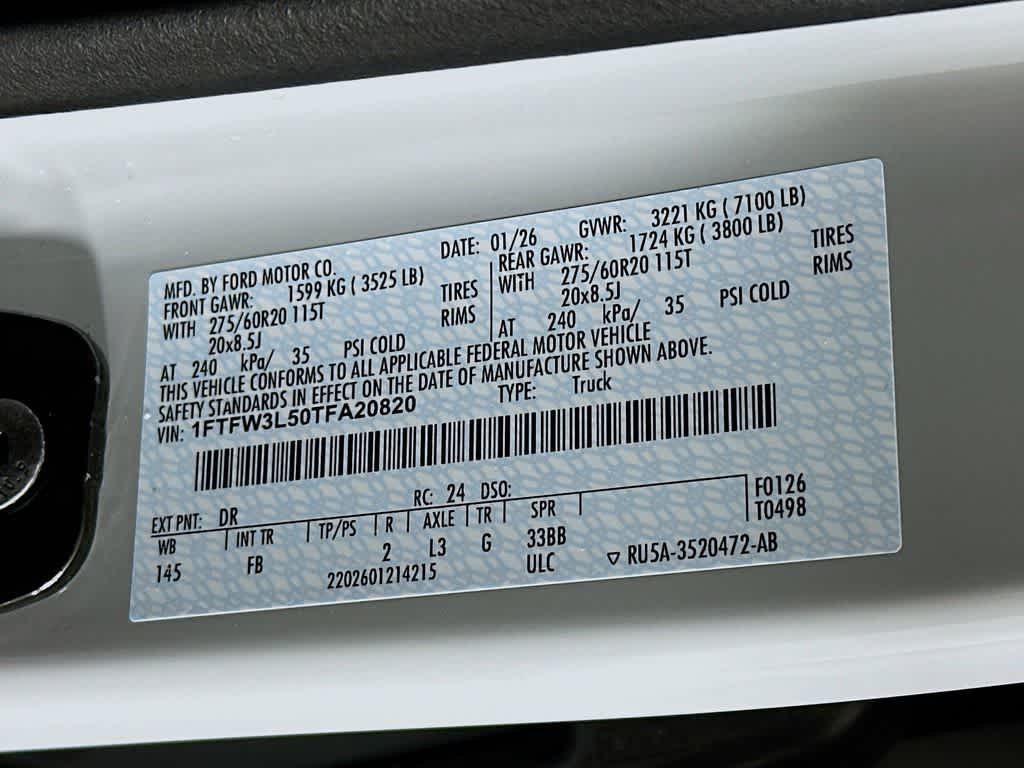 MFD. BY FORD MOTOR CO. DATE: 01/26 GVWR: 3221 KG ( 7100 LB)
FRONT GAWR: 1599 KG ( 3525 LB) REAR GAWR: 1724 KG ( 3800 LB)
WITH 275/60R20 115T TIRES WITH 275/60R20 115T TIRES
20x8.5J RIMS 20x8.5J RIMS
AT 240 kPa/ 35 PSI COLD AT 240 kPa/ 35 PSI COLD
THIS VEHICLE CONFORMS TO ALL APPLICABLE FEDERAL MOTOR VEHICLE
SAFETY STANDARDS IN EFFECT ON THE DATE OF MANUFACTURE SHOWN ABOVE.
VIN: 1FTFW3L50TFA20820 TYPE: Truck
EXT PNT: DR RC: 24 DSO: F0126
WB INT TR TP/PS R AXLE TR SPR T0498
145 FB 2 L3 G 33BB
2202601214215 ULC ▽ RU5A-3520472-AB